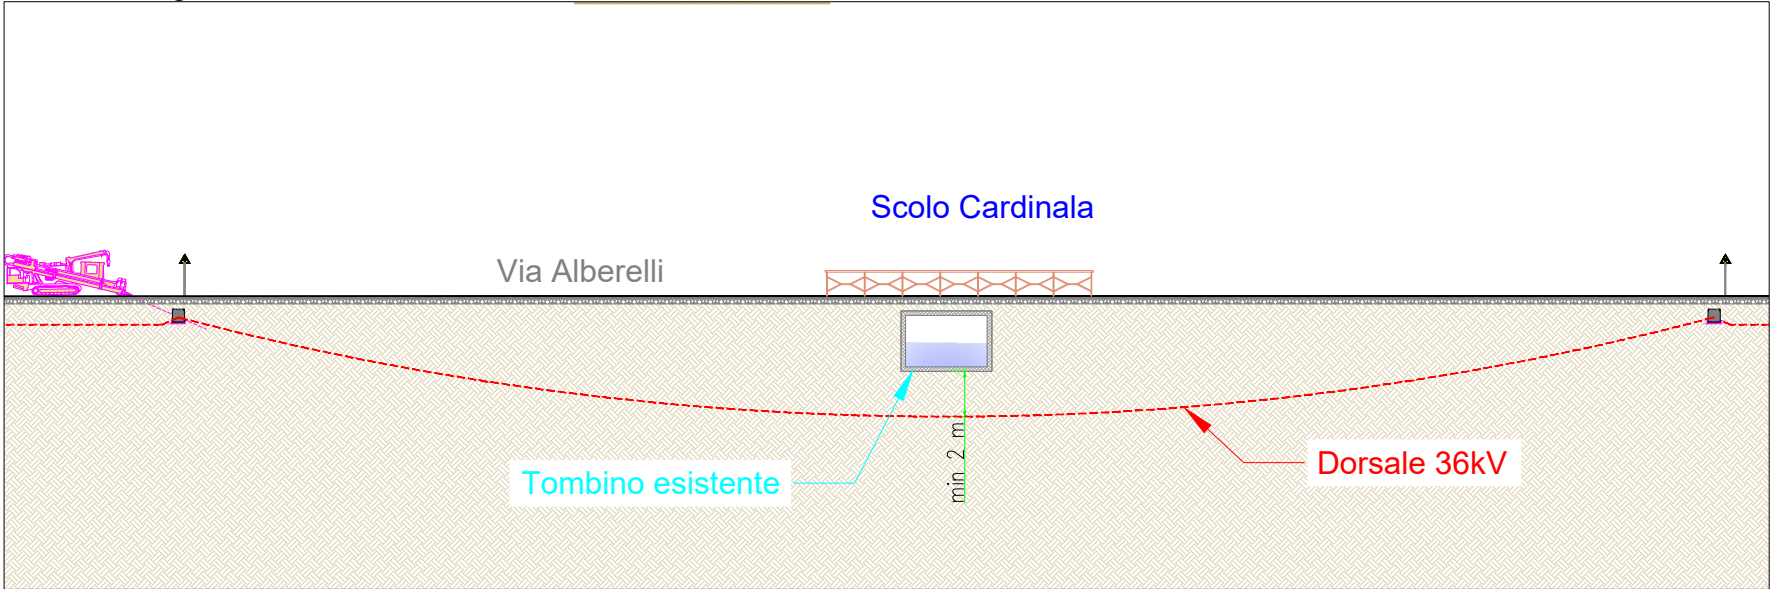 Scolo Cardinala
Via Alberelli
min 2 m
Dorsale 36kV
Tombino esistente